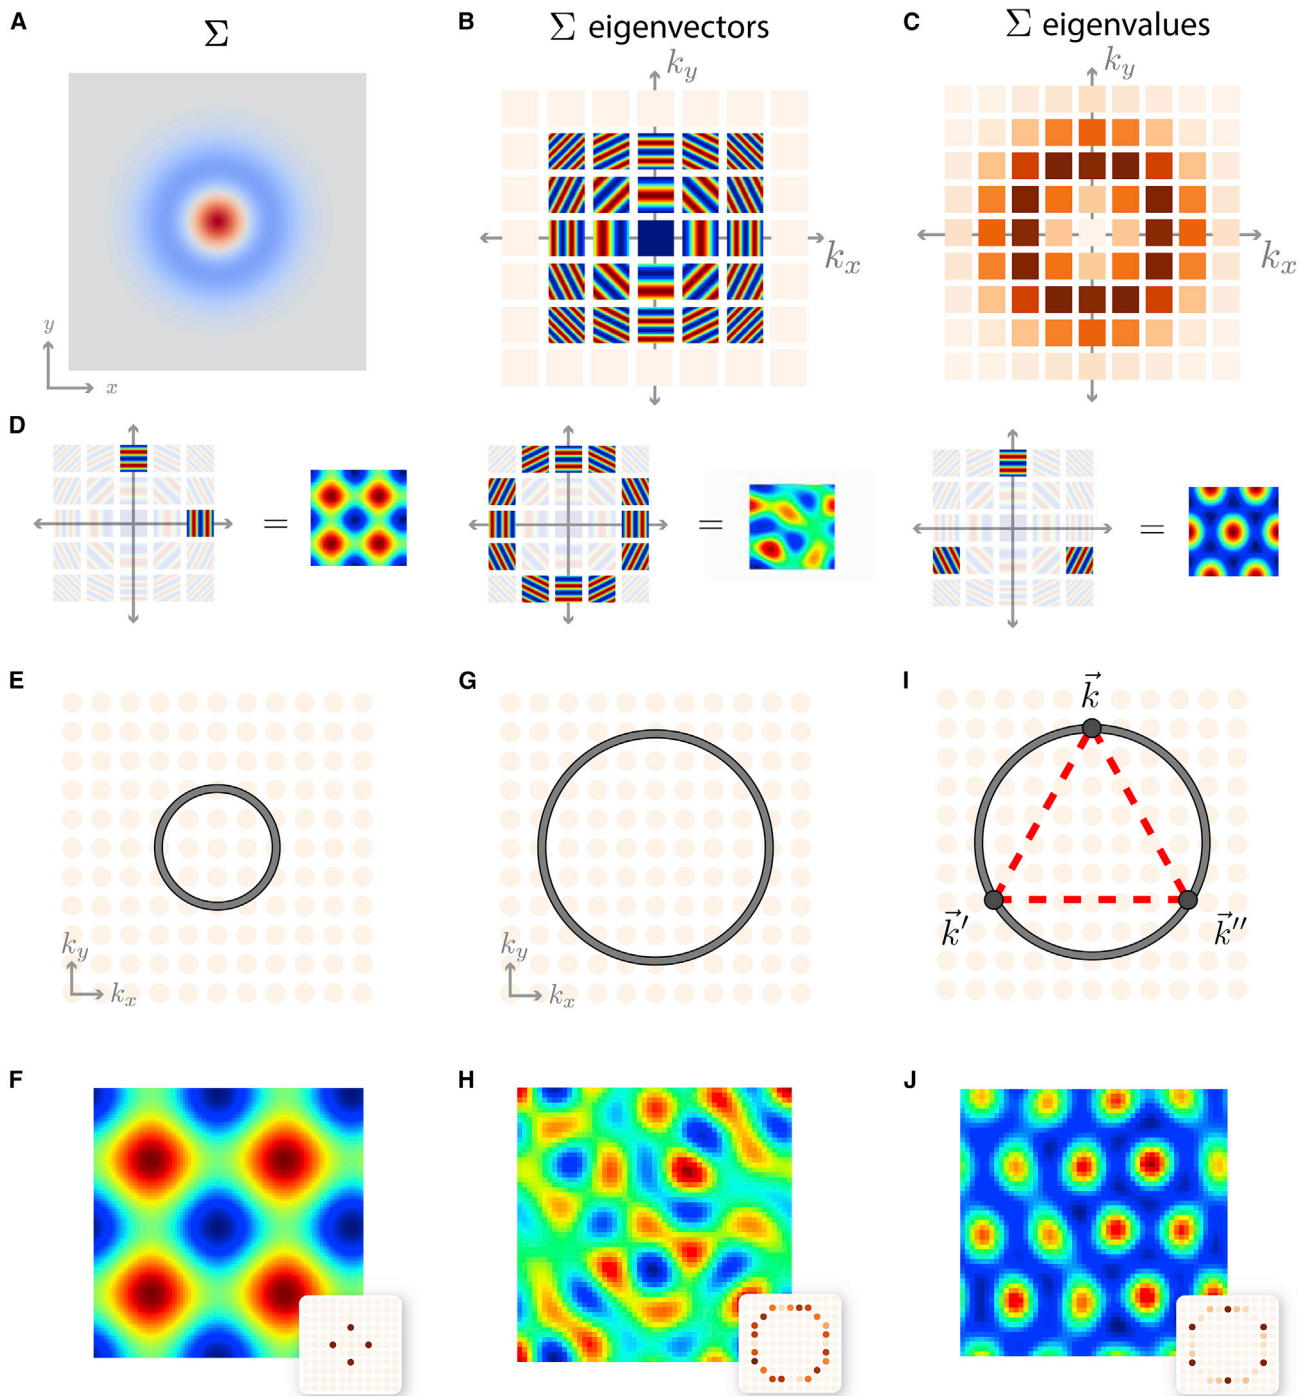 A
Σ
y
x
B
Σ eigenvectors
k_y
k_x
C
Σ eigenvalues
k_y
k_x
D
=
=
=
E
k_y
k_x
G
k_y
k_x
I
k⃗
k⃗′
k⃗″
F
H
J